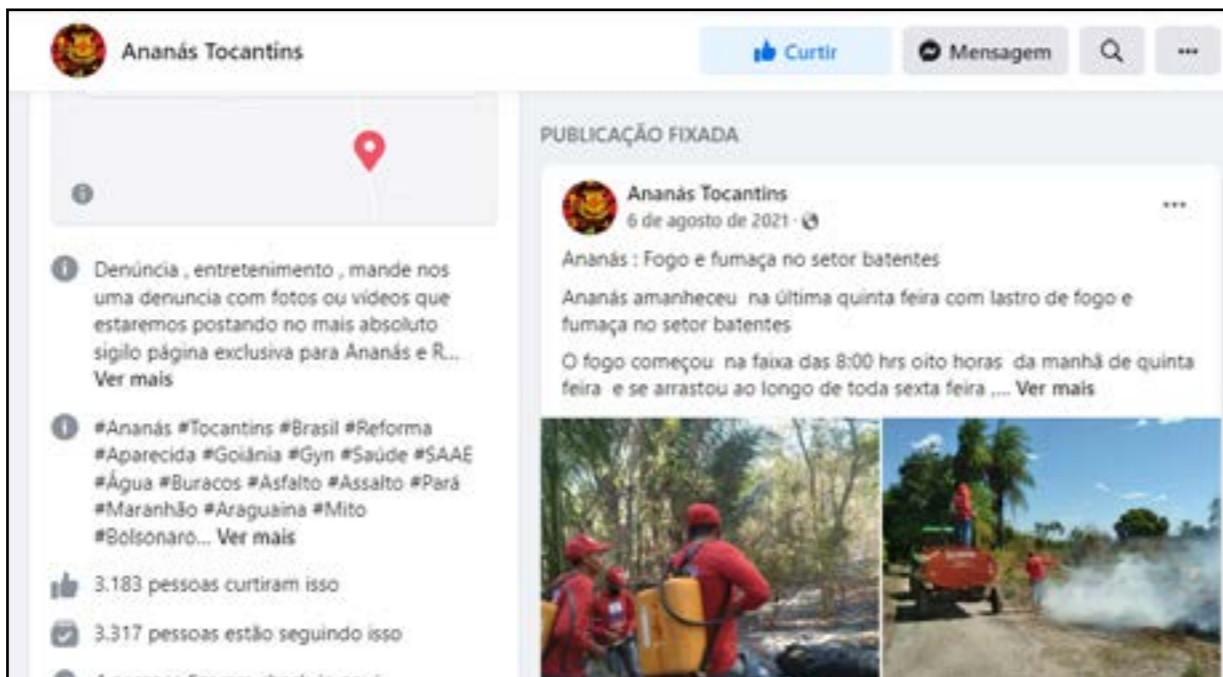 Ananás Tocantins
Curtir
Mensagem
PUBLICAÇÃO FIXADA
Ananás Tocantins
6 de agosto de 2021 ·
Ananás : Fogo e fumaça no setor batentes
Ananás amanheceu na última quinta feira com lastro de fogo e
fumaça no setor batentes
O fogo começou na faixa das 8:00 hrs oito horas da manhã de quinta
feira e se arrastou ao longo de toda sexta feira ,... Ver mais
Denúncia , entretenimento , mande nos
uma denuncia com fotos ou vídeos que
estaremos postando no mais absoluto
sigilo página exclusiva para Ananás e R...
Ver mais
#Ananás #Tocantins #Brasil #Reforma
#Aparecida #Goiânia #Gyn #Saúde #SAAE
#Água #Buracos #Asfalto #Assalto #Pará
#Maranhão #Araguaina #Mito
#Bolsonaro... Ver mais
3.183 pessoas curtiram isso
3.317 pessoas estão seguindo isso